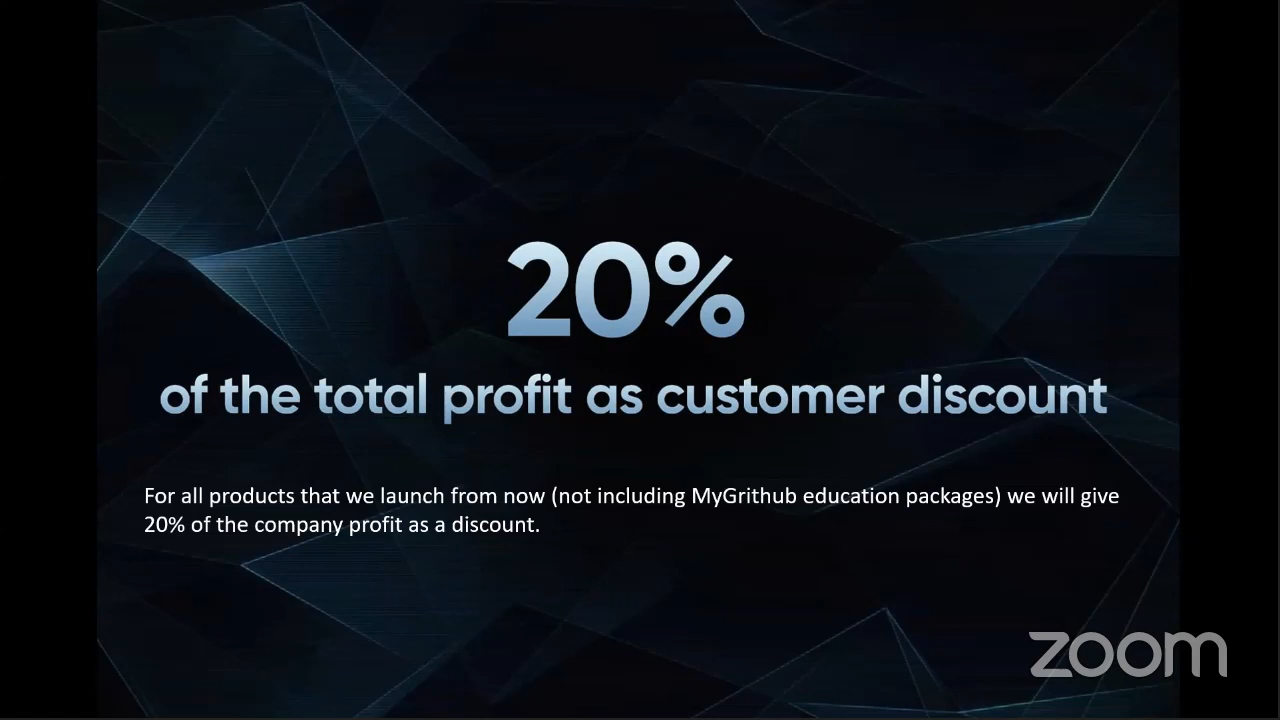 20%
of the total profit as customer discount
For all products that we launch from now (not including MyGrithub education packages) we will give
20% of the company profit as a discount.
zoom